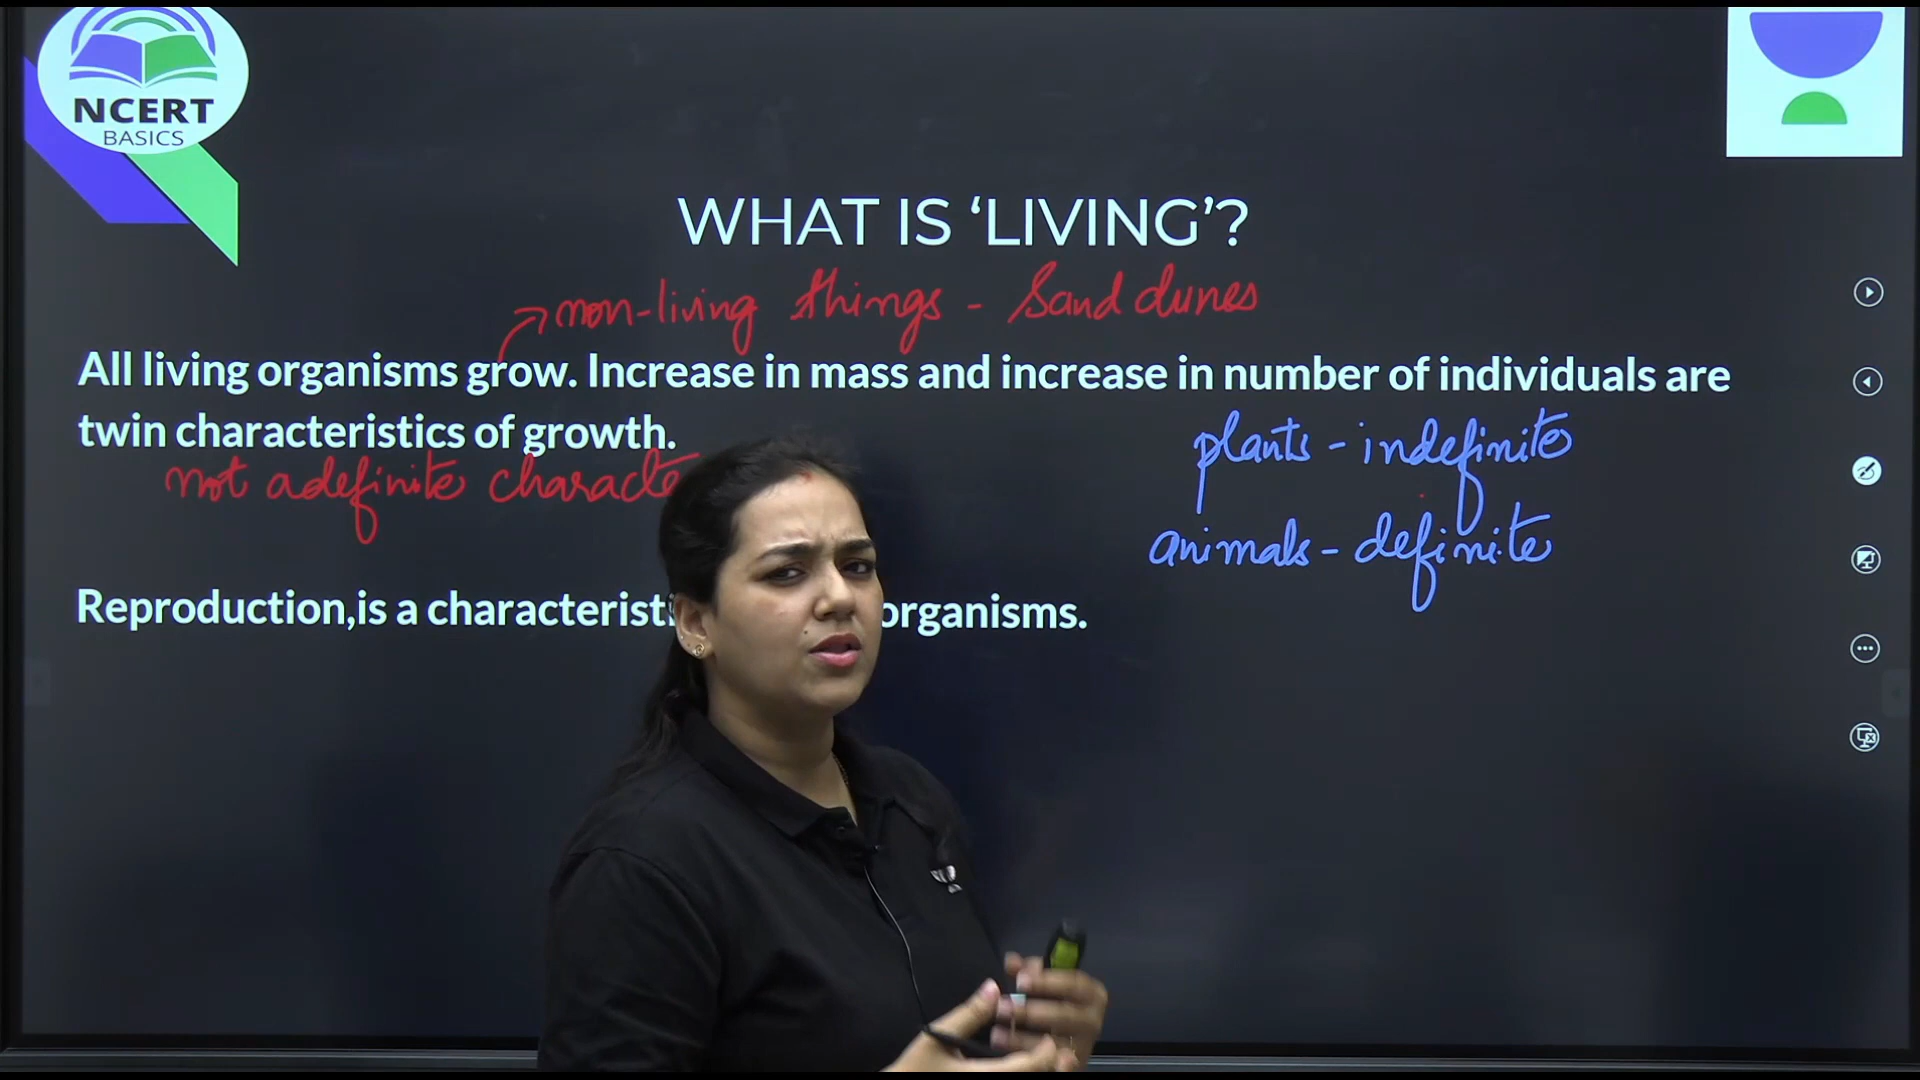 NCERT
BASICS
WHAT IS ‘LIVING’?
non-living things - Sand dunes
All living organisms grow. Increase in mass and increase in number of individuals are
twin characteristics of growth.
plants - indefinite
not a definite characte
animals - definite
Reproduction,is a characteristi organisms.